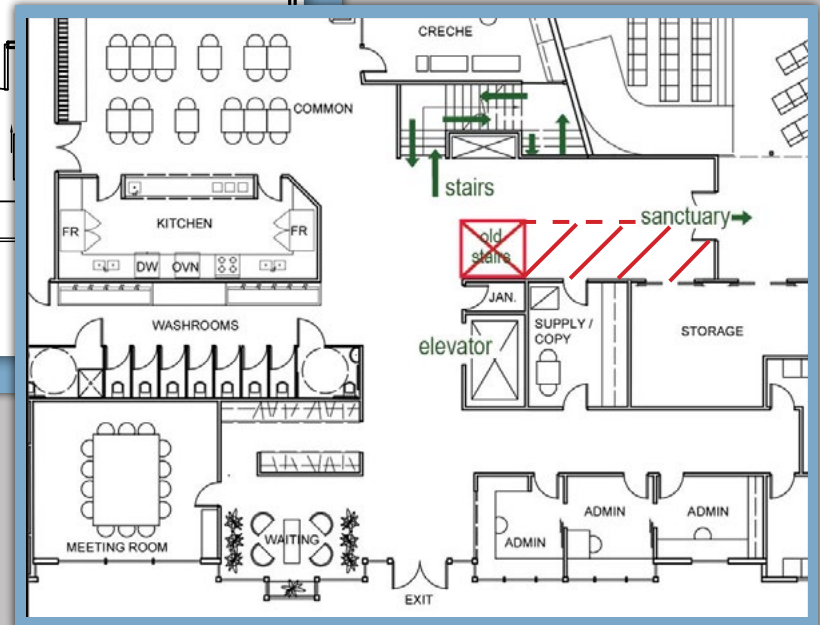 CRECHE
COMMON
stairs
KITCHEN
FR
FR
sanctuary
old
stairs
DW
OVN
JAN.
WASHROOMS
SUPPLY /
COPY
STORAGE
elevator
MEETING ROOM
WAITING
ADMIN
ADMIN
ADMIN
EXIT